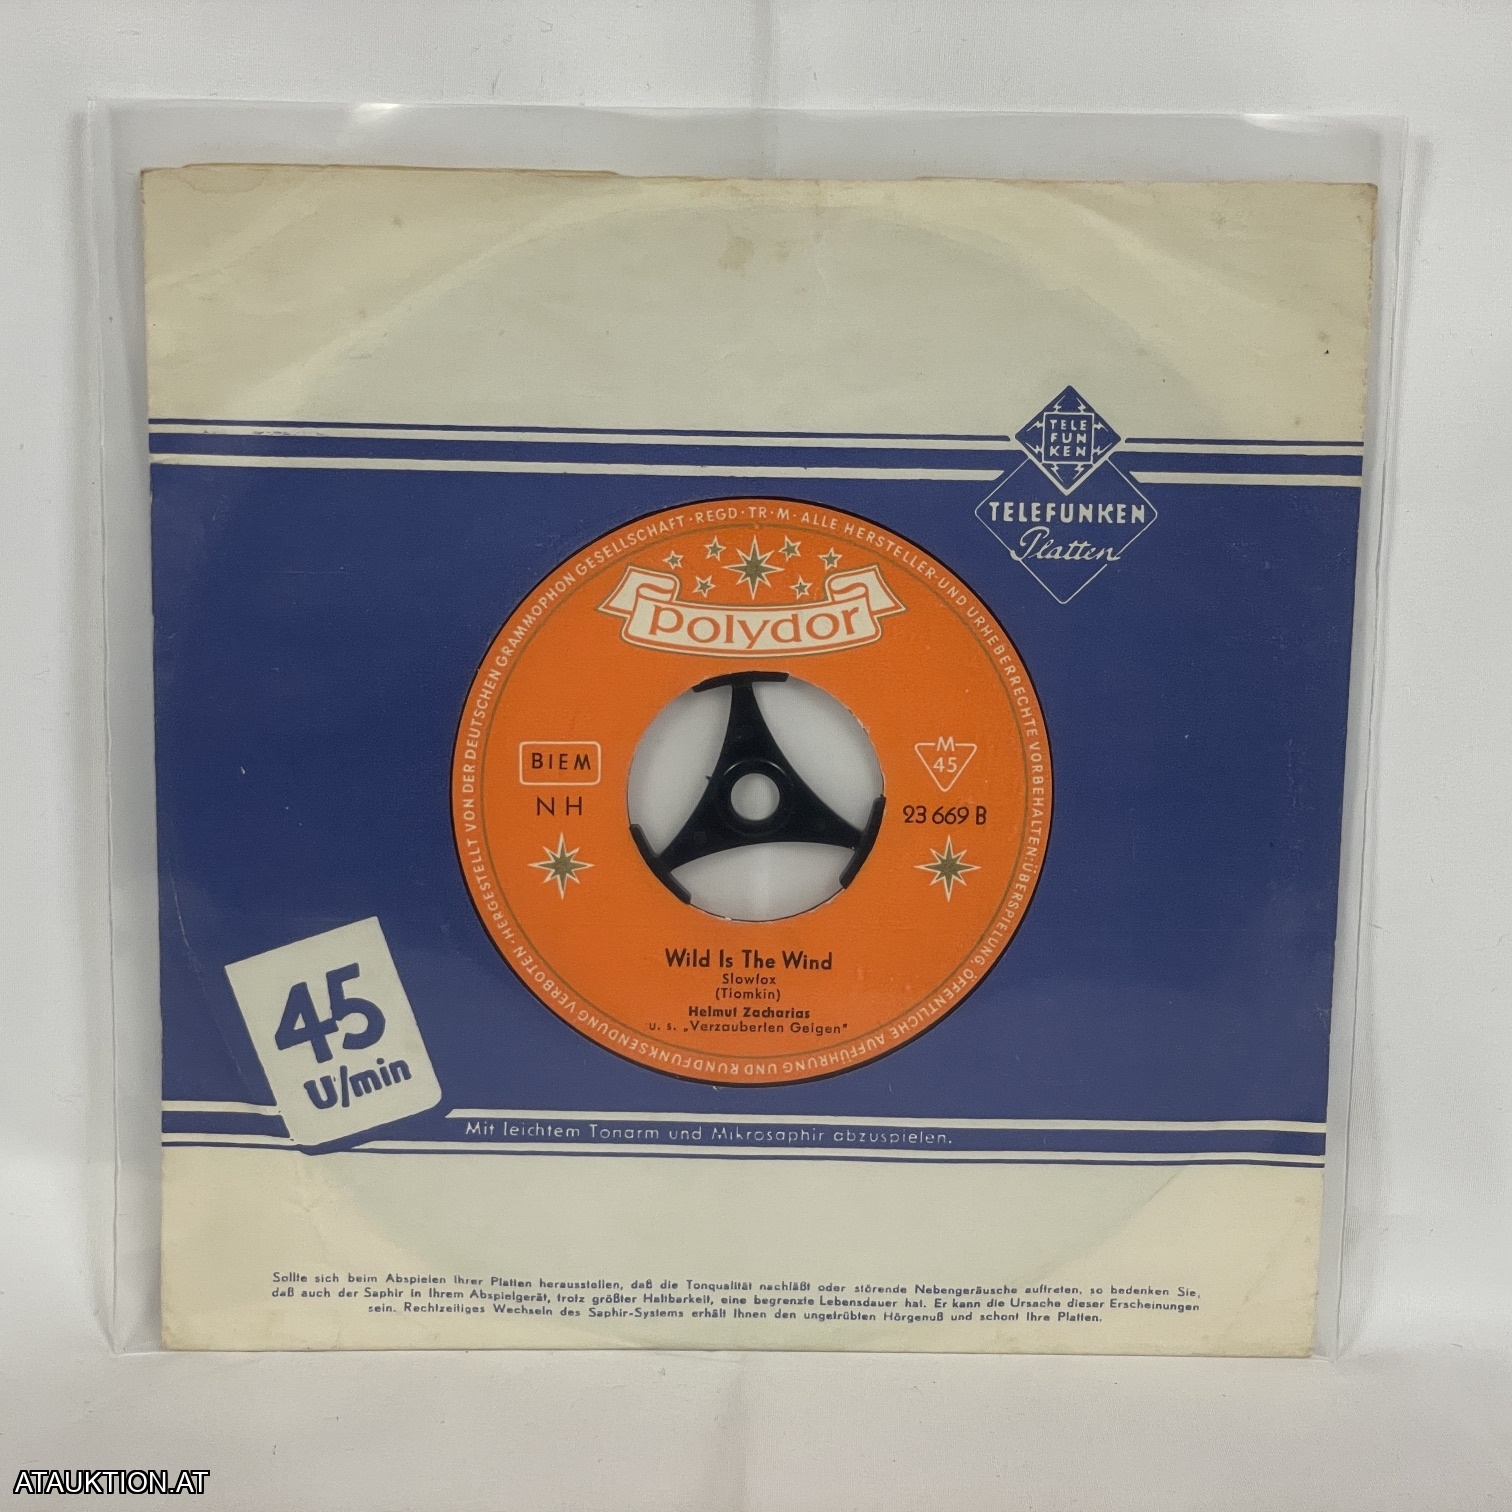 TELE
FUN
KEN
TELEFUNKEN
Platten
HERGESTELLT VON DER DEUTSCHEN GRAMMOPHON GESELLSCHAFT · REGD · TR · M · ALLE HERSTELLER- UND URHEBERRECHTE VORBEHALTEN: ÜBERSPIELUNG, ÖFFENTLICHE AUFFÜHRUNG UND RUNDFUNKSENDUNG VERBOTEN ·
Polydor
BIEM
NH
M
45
23 669 B
Wild Is The Wind
Slowfox
(Tiomkin)
Helmut Zacharias
u. s. „Verzauberten Geigen"
45
U/min
Mit leichtem Tonarm und Mikrosaphir abzuspielen.
Sollte sich beim Abspielen Ihrer Platten herausstellen, daß die Tonqualität nachläßt oder störende Nebengeräusche auftreten, so bedenken Sie,
daß auch der Saphir in Ihrem Abspielgerät, trotz größter Haltbarkeit, eine begrenzte Lebensdauer hat. Er kann die Ursache dieser Erscheinungen
sein. Rechtzeitiges Wechseln des Saphir-Systems erhält Ihnen den ungetrübten Hörgenuß und schont Ihre Platten.
ATAUKTION.AT